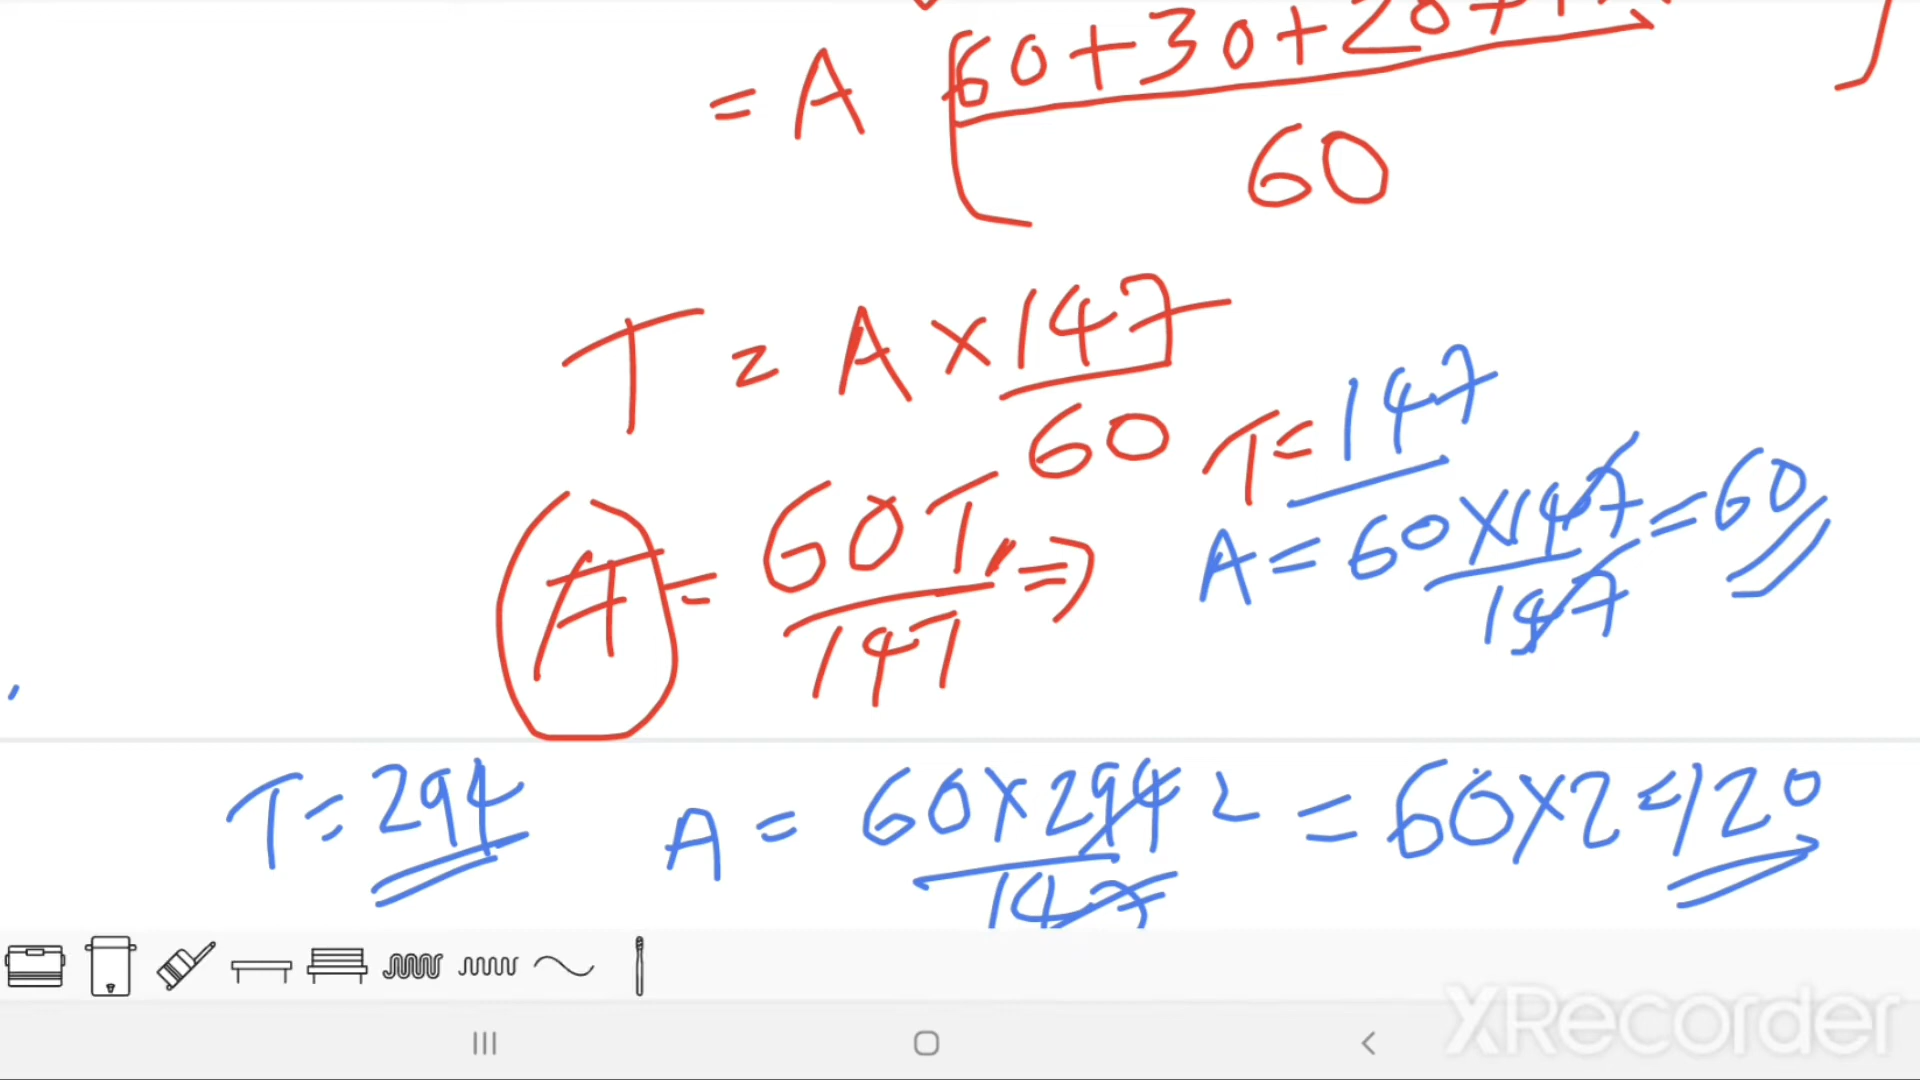 = A [60+30+20+
60
T = A × 147
60
T = 147
A = 60T ⇒
147
A = 60×147 = 60
147
T = 294 A = 60×294 2 = 60×2 = 120
147
XRecorder